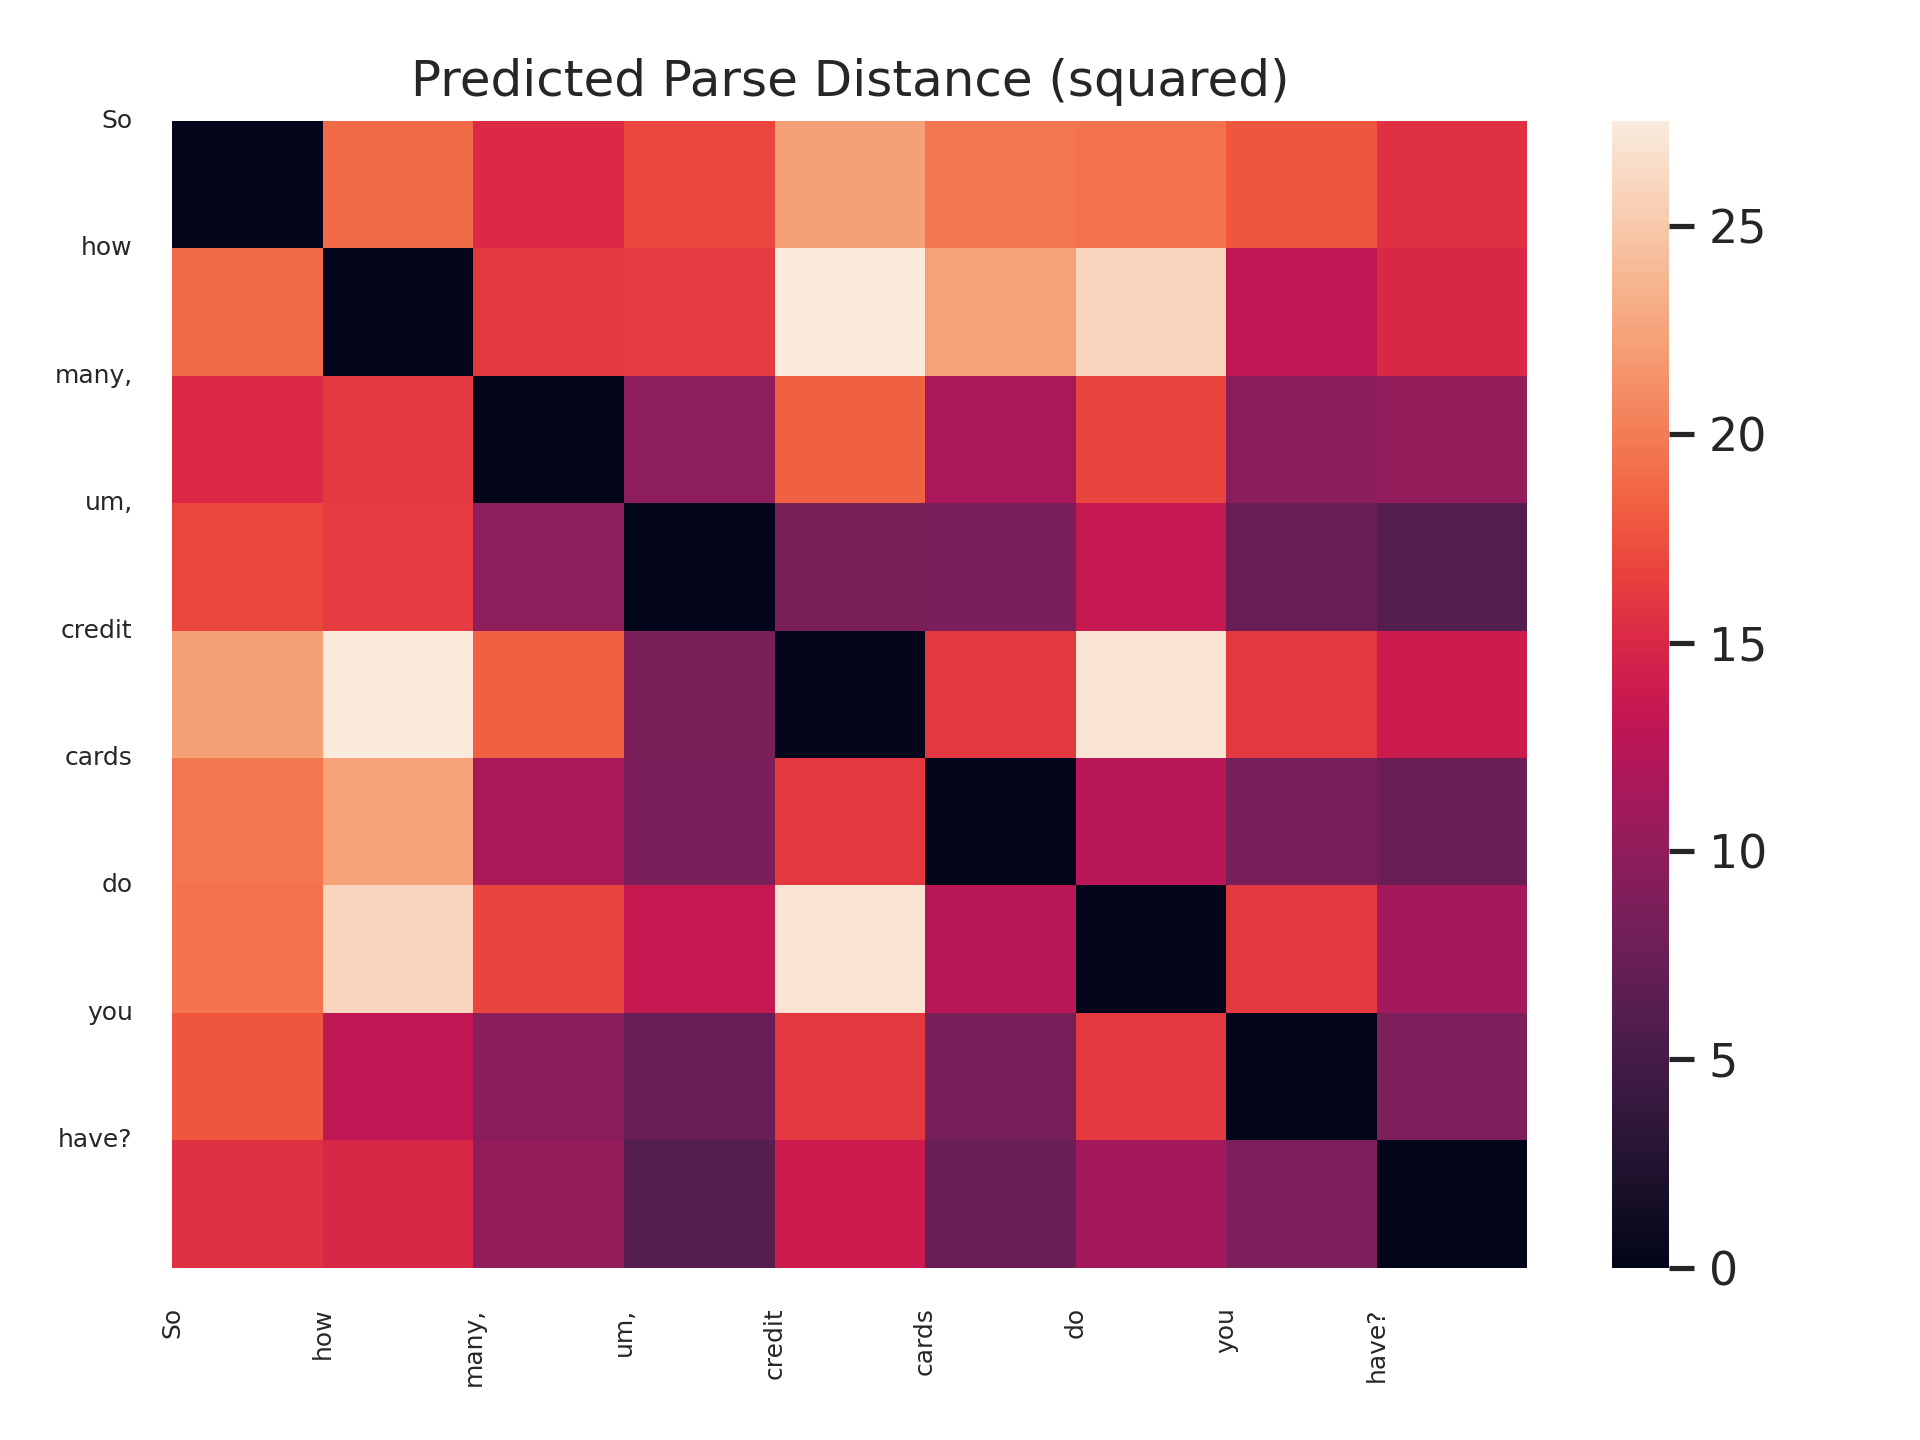 Predicted Parse Distance (squared)
So
how
many,
um,
credit
cards
do
you
have?
So
how
many,
um,
credit
cards
do
you
have?
25
20
15
10
5
0